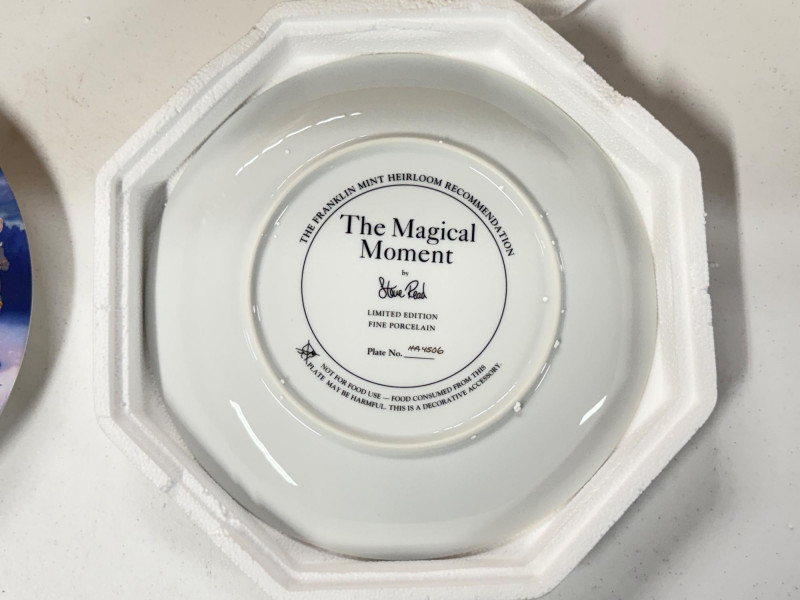 THE FRANKLIN MINT HEIRLOOM RECOMMENDATION
The Magical
Moment
by
Steve Read
LIMITED EDITION
FINE PORCELAIN
Plate No. HA4506
NOT FOR FOOD USE — FOOD CONSUMED FROM THIS
PLATE MAY BE HARMFUL. THIS IS A DECORATIVE ACCESSORY.